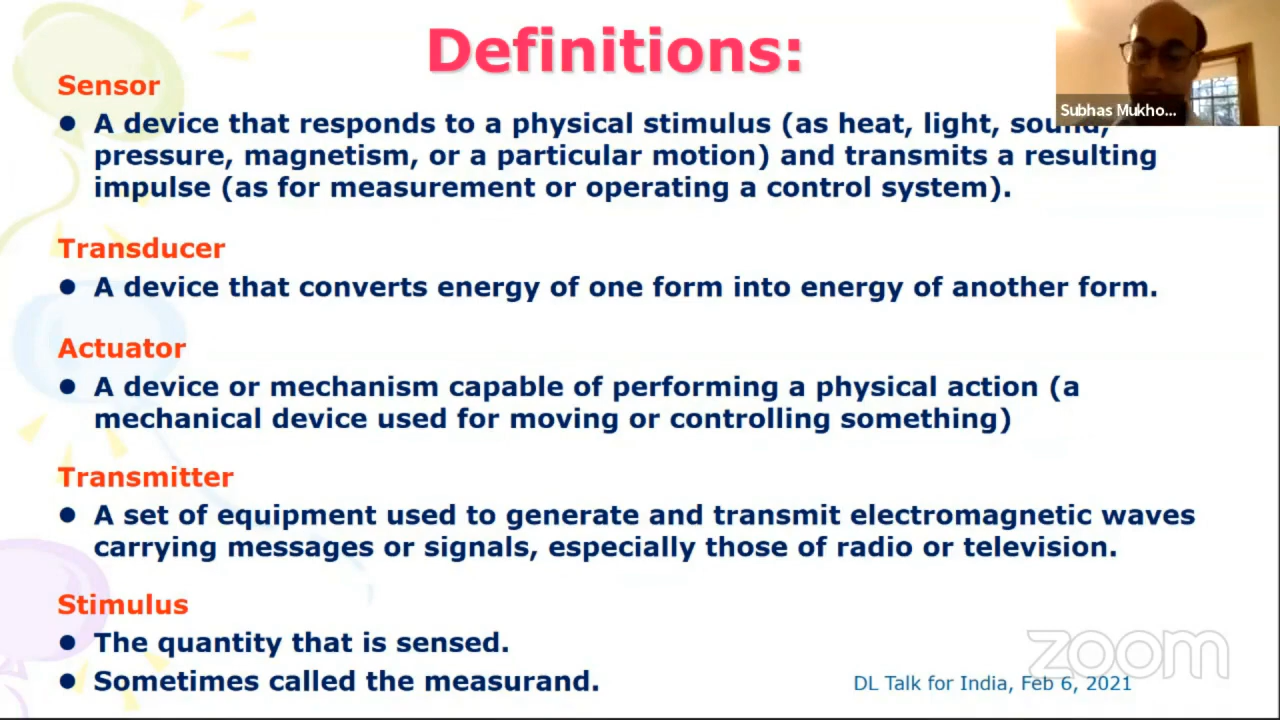 Definitions:
Subhas Mukho...
Sensor
● A device that responds to a physical stimulus (as heat, light, sound,
pressure, magnetism, or a particular motion) and transmits a resulting
impulse (as for measurement or operating a control system).
Transducer
● A device that converts energy of one form into energy of another form.
Actuator
● A device or mechanism capable of performing a physical action (a
mechanical device used for moving or controlling something)
Transmitter
● A set of equipment used to generate and transmit electromagnetic waves
carrying messages or signals, especially those of radio or television.
Stimulus
● The quantity that is sensed.
● Sometimes called the measurand.
zoom
DL Talk for India, Feb 6, 2021